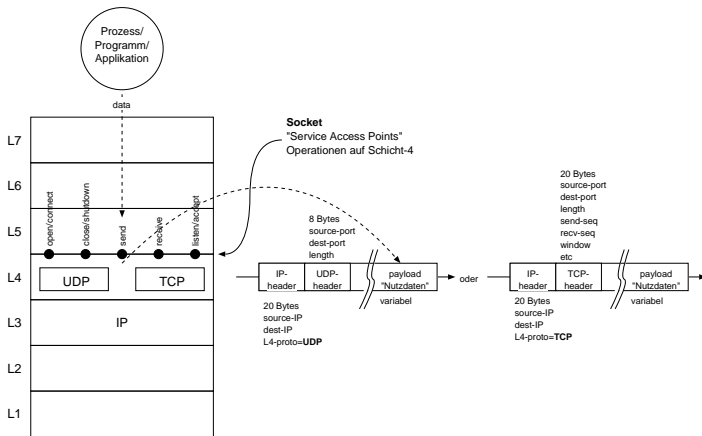 Prozess/
Programm/
Applikation
data
Socket
"Service Access Points"
Operationen auf Schicht-4
L7
L6
L5
L4
L3
L2
L1
open/connect
close/shutdown
send
receive
listen/accept
UDP
TCP
IP
8 Bytes
source-port
dest-port
length
IP-
header
UDP-
header
payload
"Nutzdaten"
20 Bytes
source-IP
dest-IP
L4-proto=UDP
variabel
oder
20 Bytes
source-port
dest-port
length
send-seq
recv-seq
window
etc
IP-
header
TCP-
header
payload
"Nutzdaten"
20 Bytes
source-IP
dest-IP
L4-proto=TCP
variabel